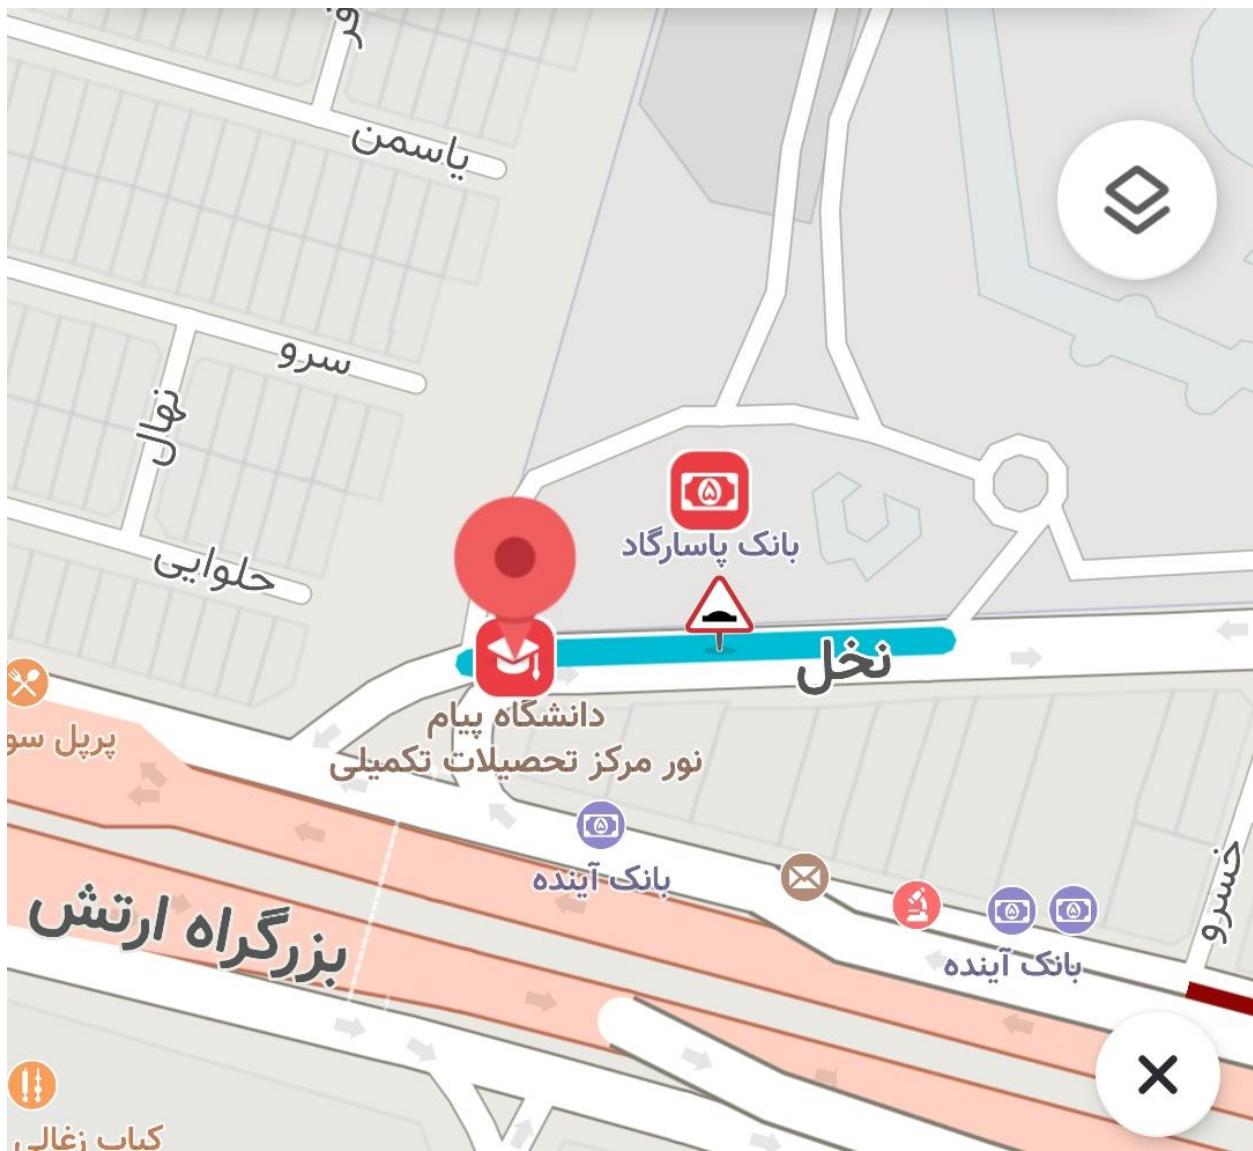 یاسمن
سرو
نهال
حلوایی
بانک پاسارگاد
نخل
دانشگاه پیام
نور مرکز تحصیلات تکمیلی
پرپل سو
بانک آینده
خسرو
بزرگراه ارتش
بانک آینده
کباب زغالی